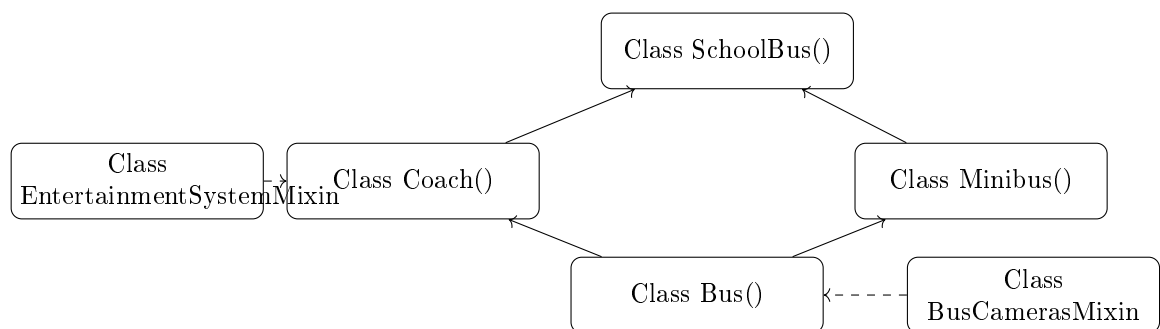 Class SchoolBus()
Class
EntertainmentSystemMixin
Class Coach()
Class Minibus()
Class Bus()
Class
BusCamerasMixin